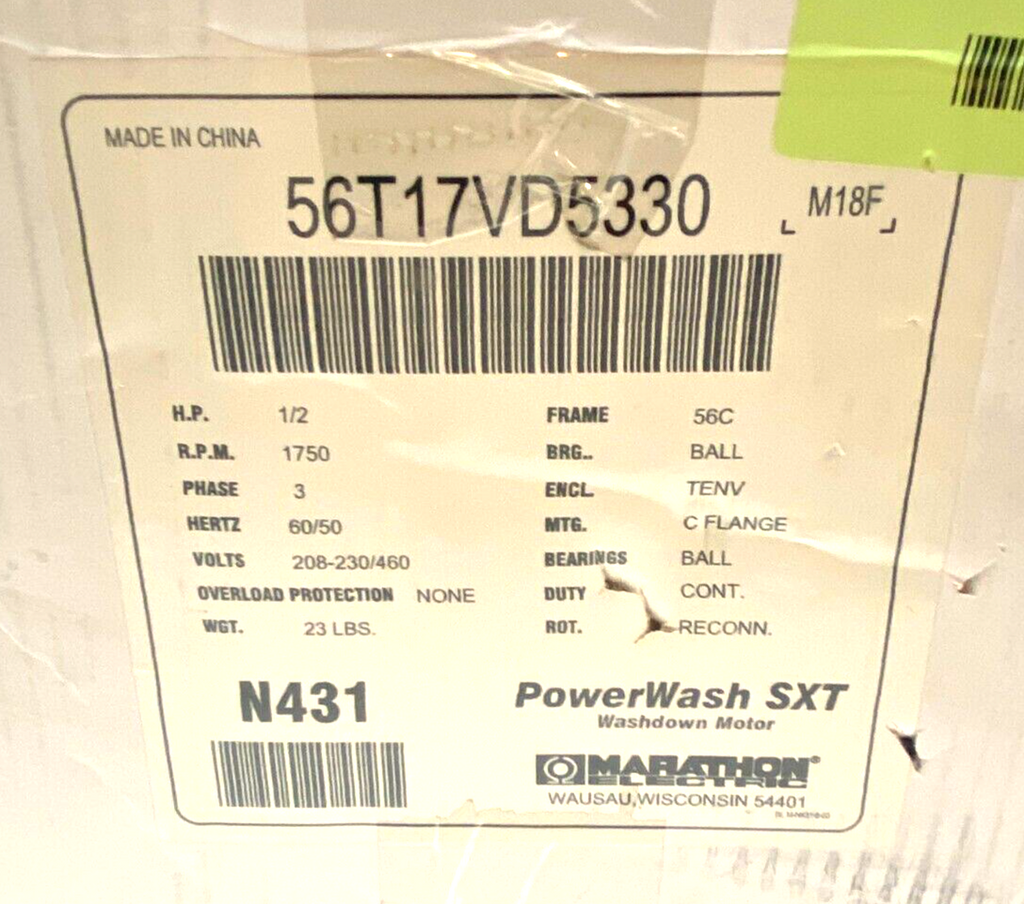 MADE IN CHINA
56T17VD5330
M18F
H.P. 1/2 FRAME 56C
R.P.M. 1750 BRG.. BALL
PHASE 3 ENCL. TENV
HERTZ 60/50 MTG. C FLANGE
VOLTS 208-230/460 BEARINGS BALL
OVERLOAD PROTECTION NONE DUTY CONT.
WGT. 23 LBS. ROT. RECONN.
N431
PowerWash SXT
Washdown Motor
MARATHON®
ELECTRIC
WAUSAU, WISCONSIN 54401